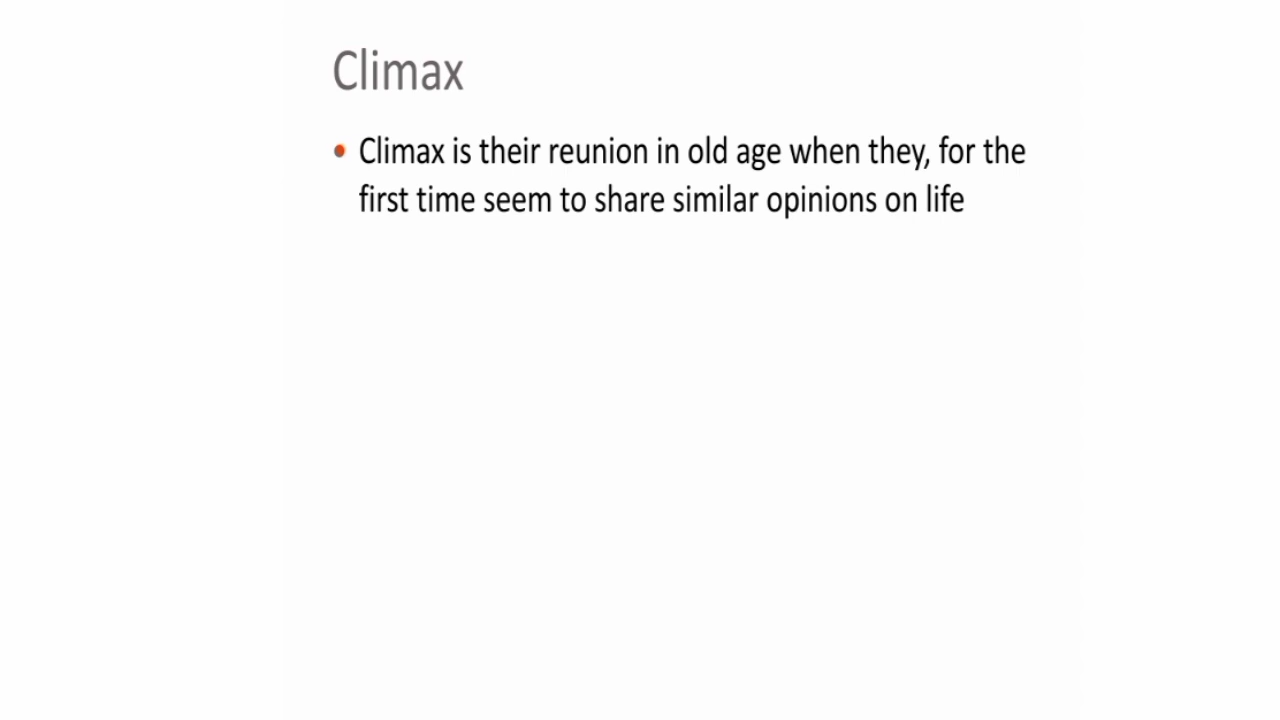 Climax
• Climax is their reunion in old age when they, for the
first time seem to share similar opinions on life